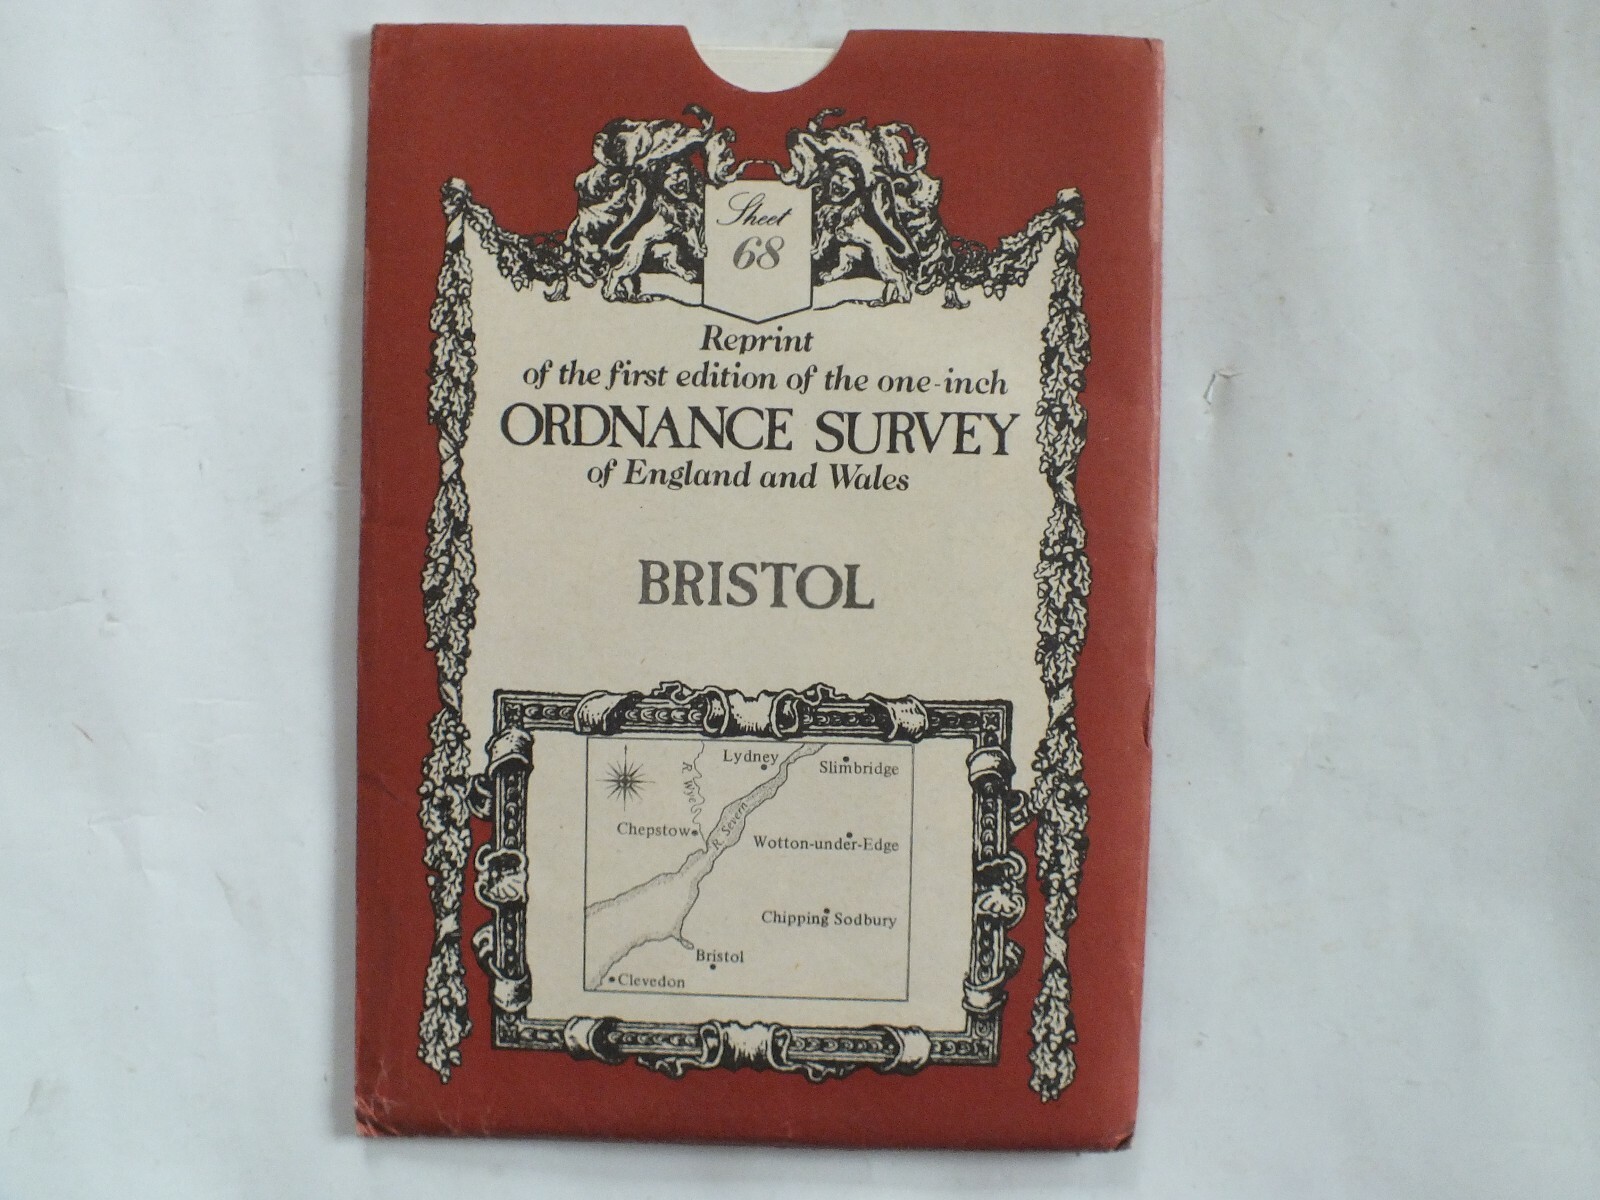 Sheet
68
Reprint
of the first edition of the one-inch
ORDNANCE SURVEY
of England and Wales
BRISTOL
Lydney
Slimbridge
R. Wye
R. Severn
Chepstow
Wotton-under-Edge
Chipping Sodbury
Bristol
Clevedon